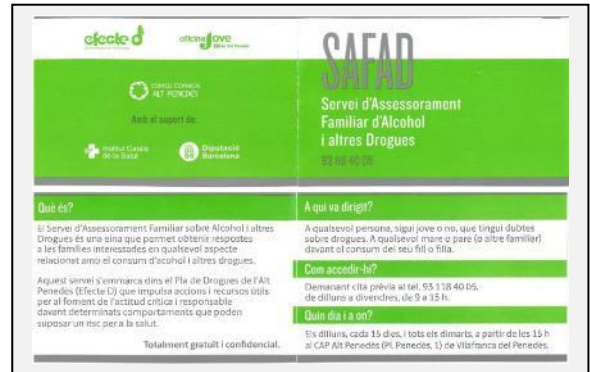 efecte d
oficina jove
Alt Penedès
CONSELL COMARCAL
ALT PENEDÈS
Amb el suport de:
Institut Català
de la Salut
Diputació
Barcelona
SAFAD
Servei d'Assessorament
Familiar d'Alcohol
i altres Drogues
93 118 40 05
Què és?
El Servei d'Assessorament Familiar sobre Alcohol i altres
Drogues és una eina que permet obtenir respostes
a les famílies interessades en qualsevol aspecte
relacionat amb el consum d'acohol i altres drogues.
Aquest servei s'emmarca dins el Pla de Drogues de l'Alt
Penedès (Efecte D) que impulsa accions i recursos útils
per al foment de l'actitud crítica i responsable
davant determinats comportaments que poden
suposar un risc per a la salut.
Totalment gratuït i confidencial.
A qui va dirigit?
A qualsevol persona, sigui jove o no, que tingui dubtes
sobre drogues. A qualsevol mare o pare (o altre familiar)
davant el consum del seu fill o filla.
Com accedir-hi?
Demanant cita prèvia al tel. 93 118 40 05,
de dilluns a divendres, de 9 a 15 h.
Quin dia i a on?
Els dilluns, cada 15 dies, i tots els dimarts, a partir de les 15 h
al CAP Alt Penedès (Pl. Penedès, 1) de Vilafranca del Penedès.